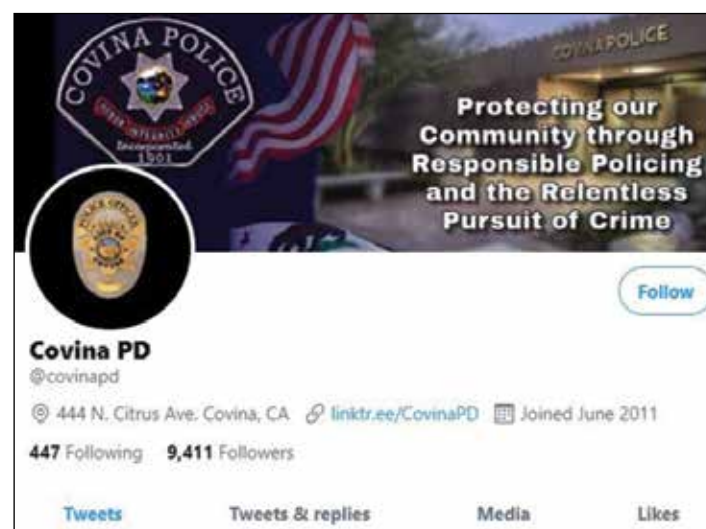 COVINA POLICE
COVINA POLICE
Incorporated
1901
Protecting our
Community through
Responsible Policing
and the Relentless
Pursuit of Crime
POLICE OFFICER
Follow
Covina PD
@covinapd
444 N. Citrus Ave. Covina, CA linktr.ee/CovinaPD Joined June 2011
447 Following 9,411 Followers
Tweets Tweets & replies Media Likes